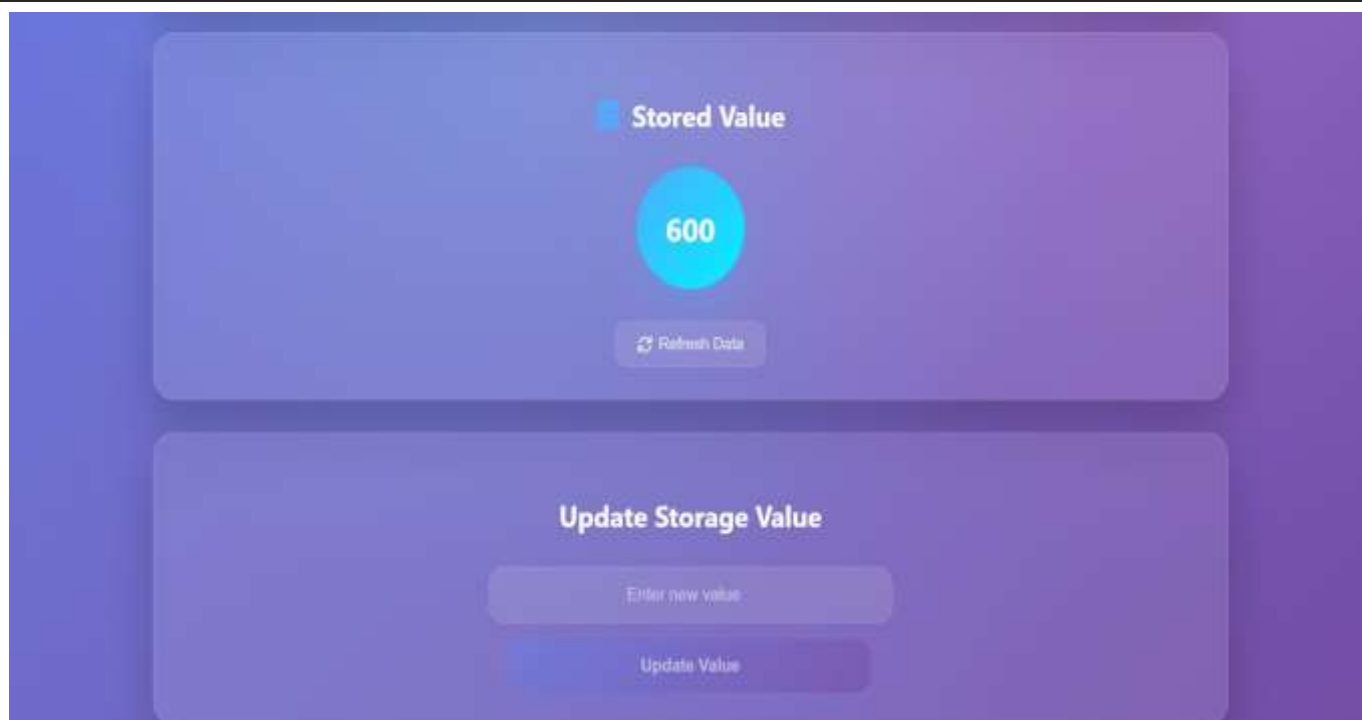 Stored Value
600
Refresh Data
Update Storage Value
Enter new value
Update Value